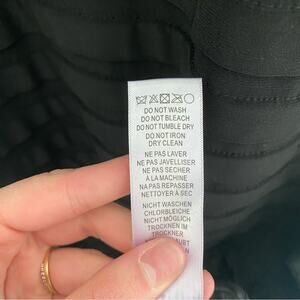 DO NOT WASH
DO NOT BLEACH
DO NOT TUMBLE DRY
DO NOT IRON
DRY CLEAN
NE PAS LAVER
NE PAS JAVELLISER
NE PAS SECHER
À LA MACHINE
NA PAS REPASSER
NETTOYER À SEC
NICHT WASCHEN
CHLORBLEICHE
NICHT MÖGLICH
TROCKNEN IM
TROCKNER